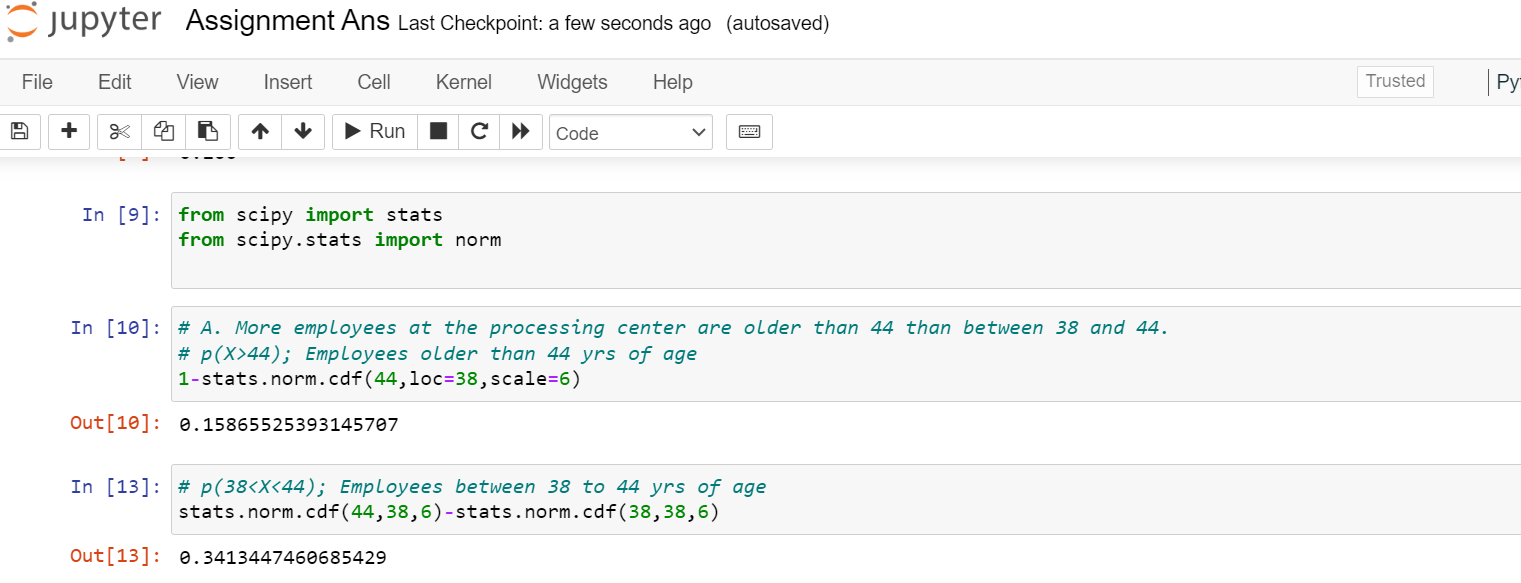 jupyter Assignment Ans Last Checkpoint: a few seconds ago (autosaved)
File Edit View Insert Cell Kernel Widgets Help Trusted
Run Code
In [9]: from scipy import stats
from scipy.stats import norm
In [10]: # A. More employees at the processing center are older than 44 than between 38 and 44.
# p(X>44); Employees older than 44 yrs of age
1-stats.norm.cdf(44,loc=38,scale=6)
Out[10]: 0.15865525393145707
In [13]: # p(38<X<44); Employees between 38 to 44 yrs of age
stats.norm.cdf(44,38,6)-stats.norm.cdf(38,38,6)
Out[13]: 0.3413447460685429